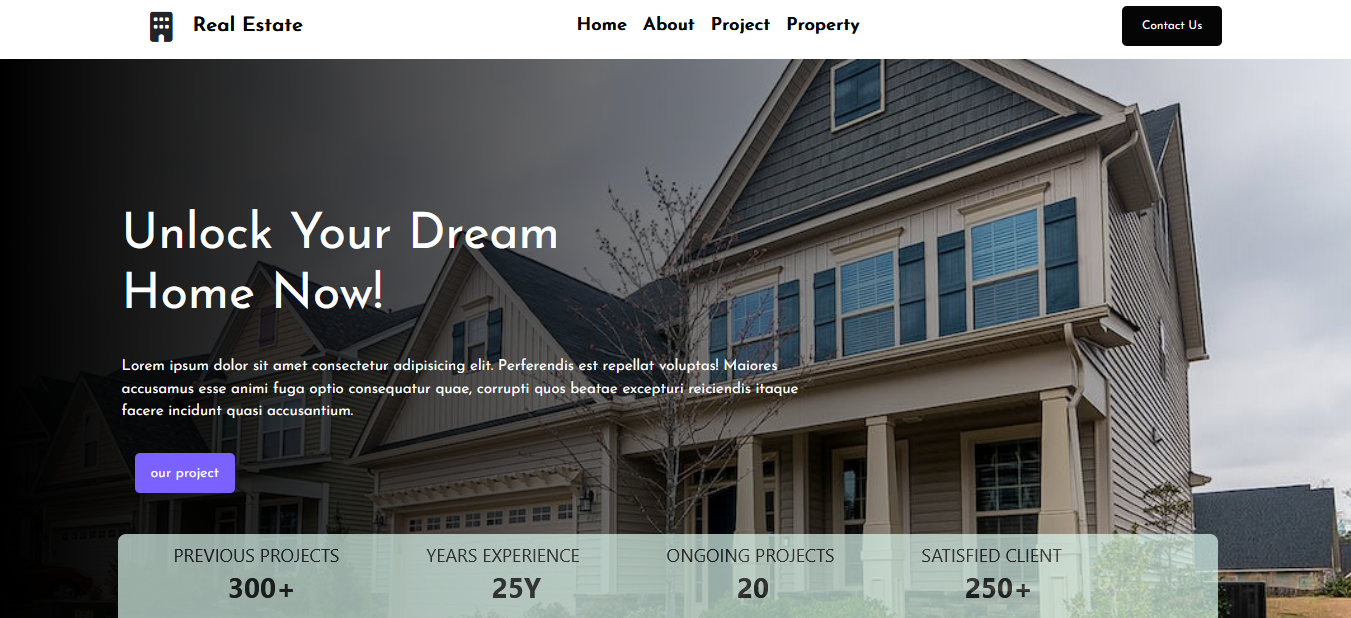 Real Estate
Home About Project Property
Contact Us
Unlock Your Dream
Home Now!
Lorem ipsum dolor sit amet consectetur adipisicing elit. Perferendis est repellat voluptas! Maiores
accusamus esse animi fuga optio consequatur quae, corrupti quos beatae excepturi reiciendis itaque
facere incidunt quasi accusantium.
our project
PREVIOUS PROJECTS YEARS EXPERIENCE ONGOING PROJECTS SATISFIED CLIENT
300+ 25Y 20 250+